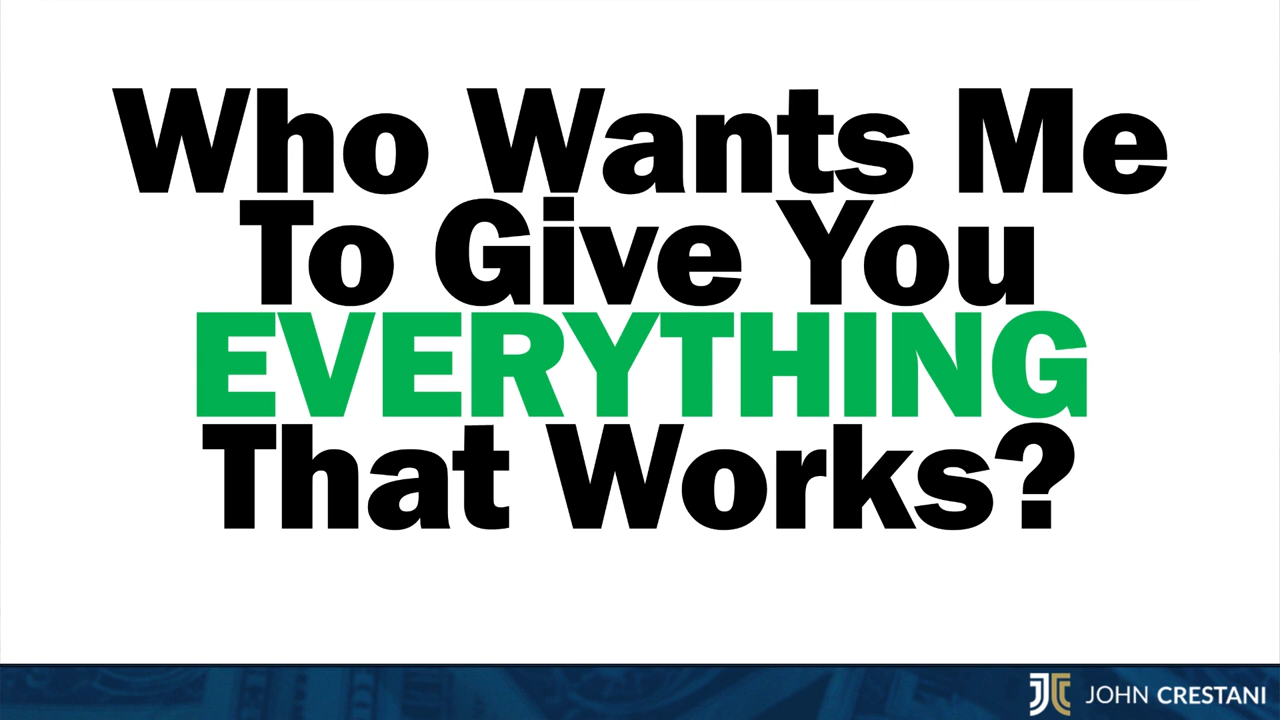 Who Wants Me
To Give You
EVERYTHING
That Works?
JOHN CRESTANI